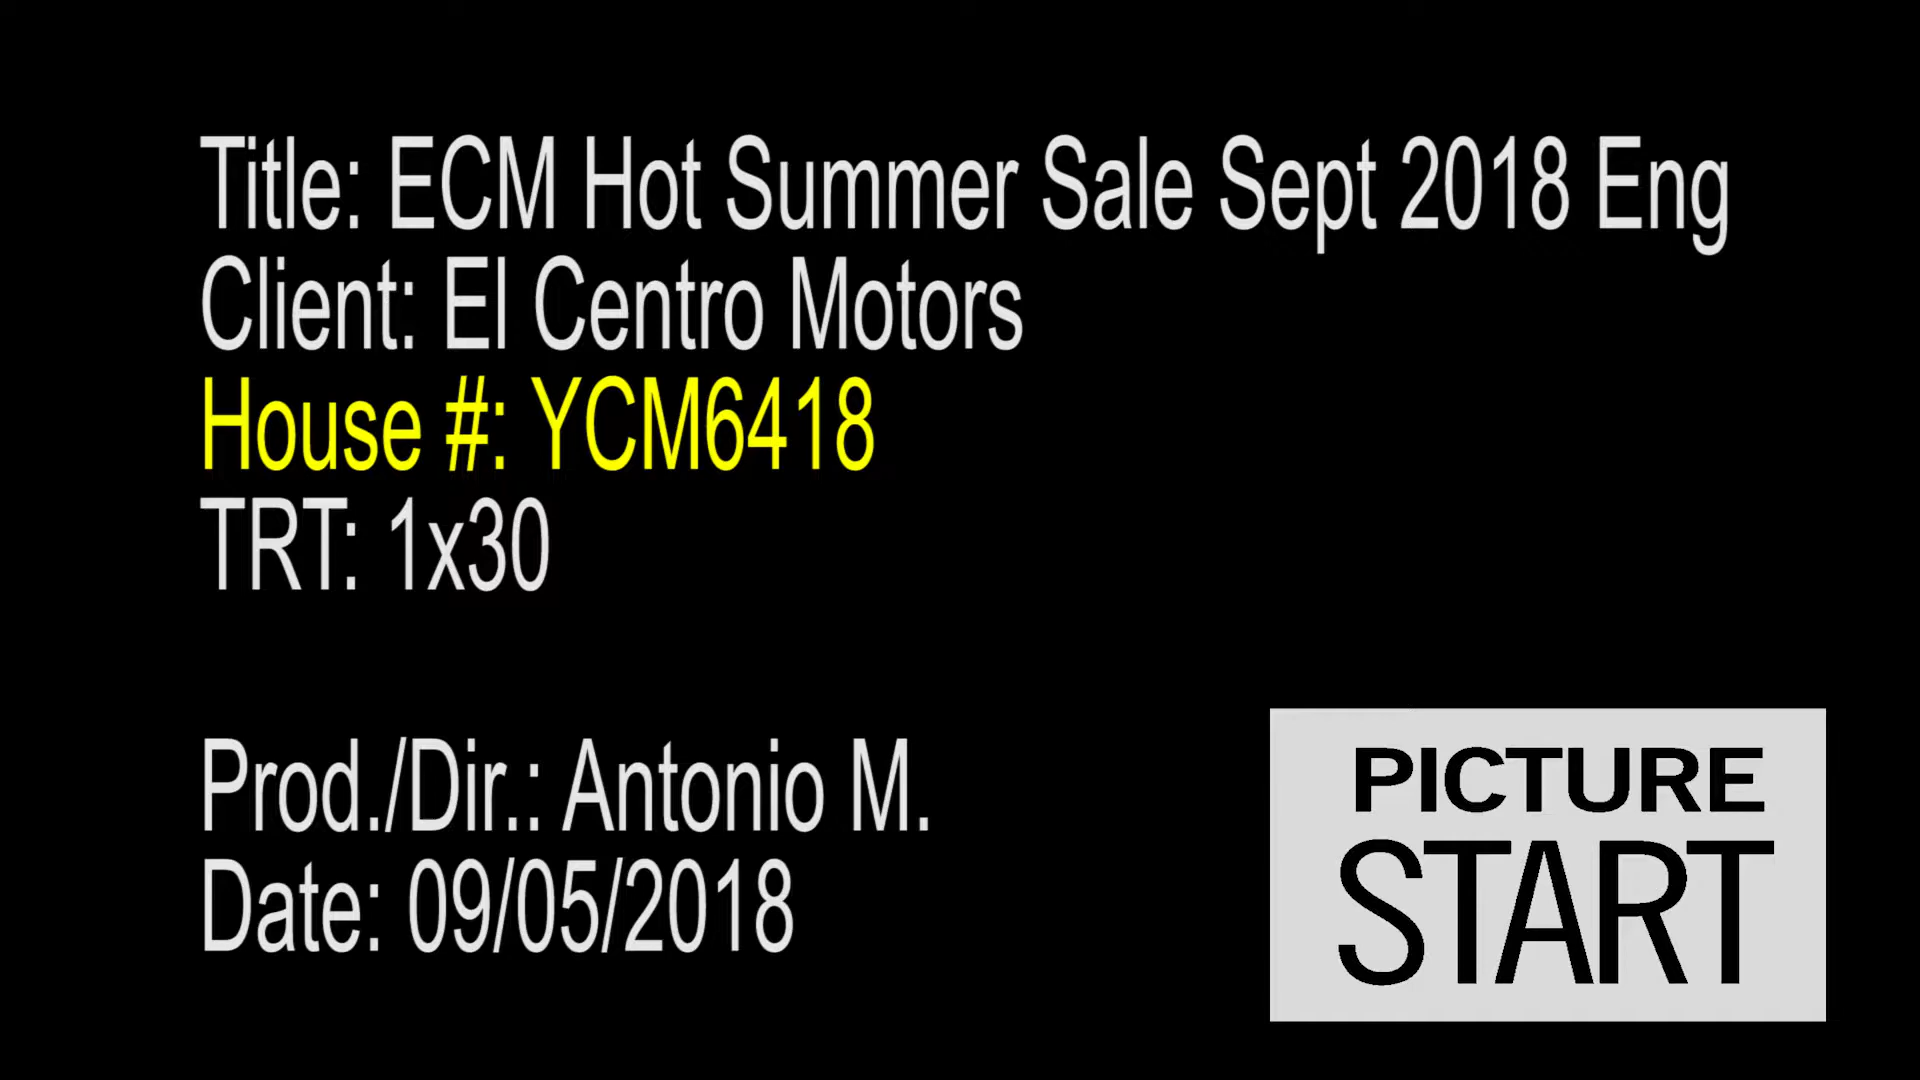 Title: ECM Hot Summer Sale Sept 2018 Eng
Client: El Centro Motors
House #: YCM6418
TRT: 1x30
Prod./Dir.: Antonio M.
Date: 09/05/2018
PICTURE
START